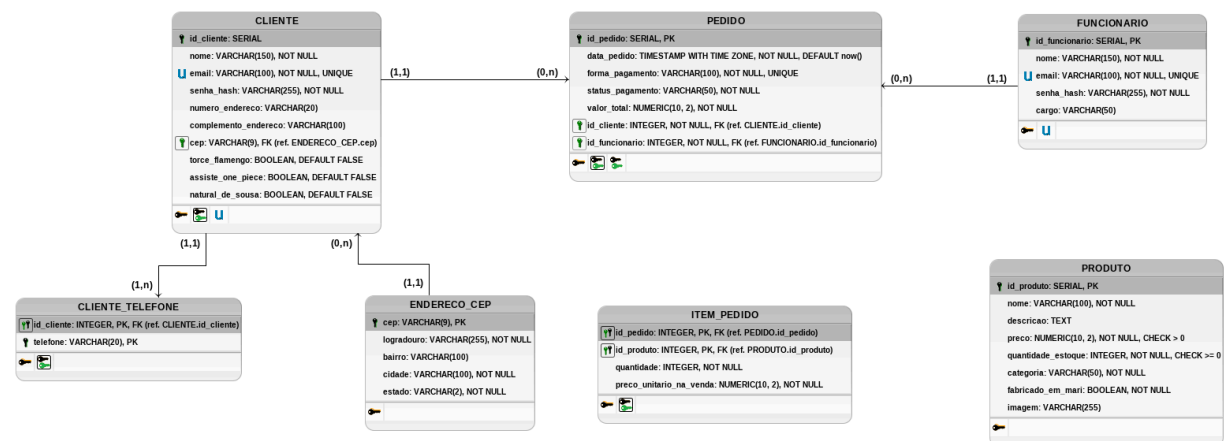 CLIENTE
id_cliente: SERIAL
nome: VARCHAR(150), NOT NULL
U email: VARCHAR(100), NOT NULL, UNIQUE
senha_hash: VARCHAR(255), NOT NULL
numero_endereco: VARCHAR(20)
complemento_endereco: VARCHAR(100)
cep: VARCHAR(9), FK (ref. ENDERECO_CEP.cep)
torce_flamengo: BOOLEAN, DEFAULT FALSE
assiste_one_piece: BOOLEAN, DEFAULT FALSE
natural_de_sousa: BOOLEAN, DEFAULT FALSE
U
(1,1)
(0,n)
PEDIDO
id_pedido: SERIAL, PK
data_pedido: TIMESTAMP WITH TIME ZONE, NOT NULL, DEFAULT now()
forma_pagamento: VARCHAR(100), NOT NULL, UNIQUE
status_pagamento: VARCHAR(50), NOT NULL
valor_total: NUMERIC(10, 2), NOT NULL
id_cliente: INTEGER, NOT NULL, FK (ref. CLIENTE.id_cliente)
id_funcionario: INTEGER, NOT NULL, FK (ref. FUNCIONARIO.id_funcionario)
(0,n)
(1,1)
FUNCIONARIO
id_funcionario: SERIAL, PK
nome: VARCHAR(150), NOT NULL
U email: VARCHAR(100), NOT NULL, UNIQUE
senha_hash: VARCHAR(255), NOT NULL
cargo: VARCHAR(50)
U
(1,1)
(0,n)
(1,n)
(1,1)
CLIENTE_TELEFONE
id_cliente: INTEGER, PK, FK (ref. CLIENTE.id_cliente)
telefone: VARCHAR(20), PK
ENDERECO_CEP
cep: VARCHAR(9), PK
logradouro: VARCHAR(255), NOT NULL
bairro: VARCHAR(100)
cidade: VARCHAR(100), NOT NULL
estado: VARCHAR(2), NOT NULL
ITEM_PEDIDO
id_pedido: INTEGER, PK, FK (ref. PEDIDO.id_pedido)
id_produto: INTEGER, PK, FK (ref. PRODUTO.id_produto)
quantidade: INTEGER, NOT NULL
preco_unitario_na_venda: NUMERIC(10, 2), NOT NULL
PRODUTO
id_produto: SERIAL, PK
nome: VARCHAR(100), NOT NULL
descricao: TEXT
preco: NUMERIC(10, 2), NOT NULL, CHECK > 0
quantidade_estoque: INTEGER, NOT NULL, CHECK >= 0
categoria: VARCHAR(50), NOT NULL
fabricado_em_mari: BOOLEAN, NOT NULL
imagem: VARCHAR(255)